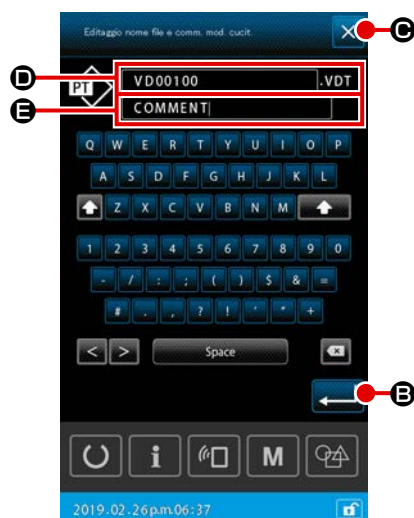 Editaggio nome file e comm. mod. cucit.
C
D
PT
VD00100
.VDT
E
COMMENT
Q W E R T Y U I O P
A S D F G H J K L
Z X C V B N M
1 2 3 4 5 6 7 8 9 0
- / : ; ( ) $ & =
# . , ? ! ' " +
< > Space
B
i M
2019.02.26p.m.06:37